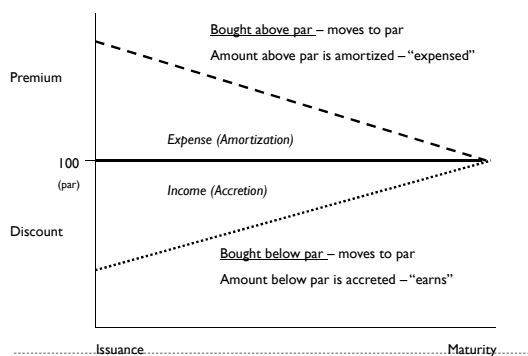 Bought above par – moves to par
Amount above par is amortized – “expensed”
Premium
Expense (Amortization)
100
(par)
Income (Accretion)
Discount
Bought below par – moves to par
Amount below par is accreted – “earns”
Issuance
Maturity